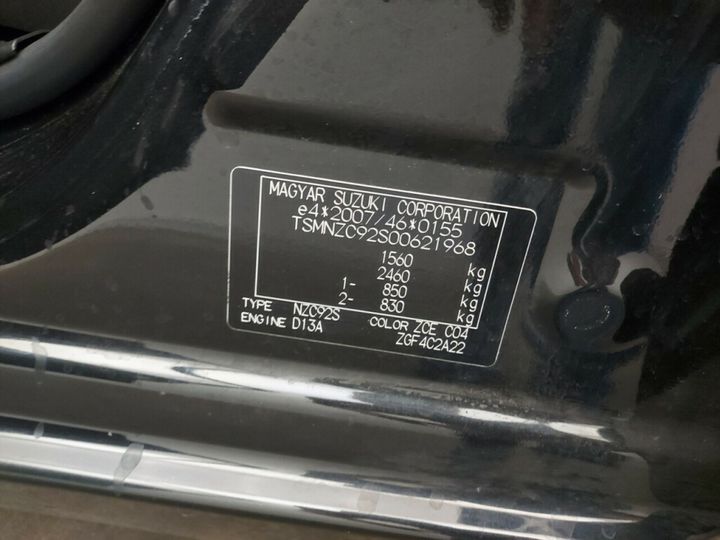 MAGYAR SUZUKI CORPORATION
e4*2007/46*0155
TSMNZC92S00621968
1560 kg
2460 kg
1- 850 kg
2- 830 kg
TYPE NZC92S
ENGINE D13A COLOR ZCE C04
ZGF4C2A22